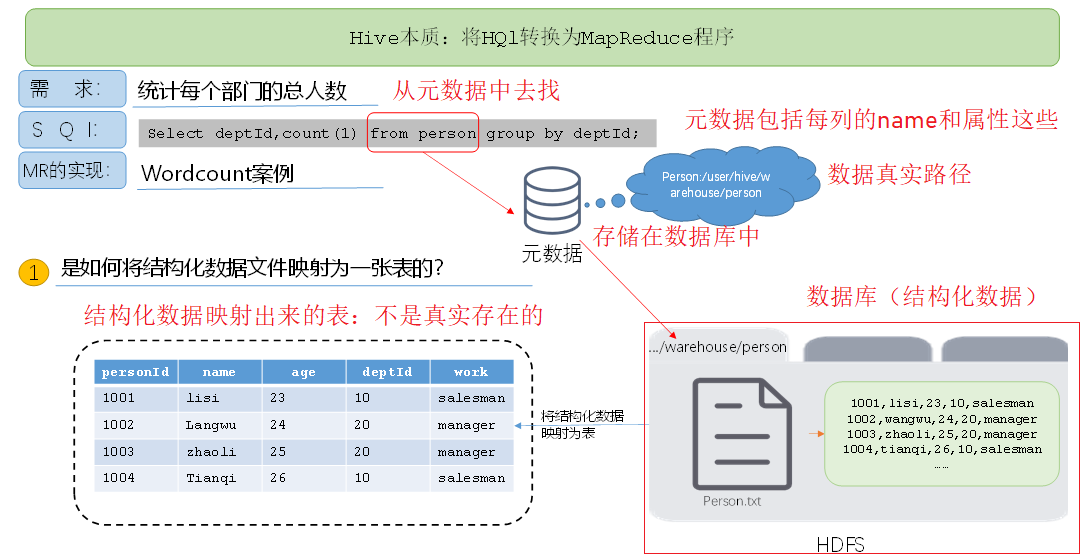 Hive本质：将HQl转换为MapReduce程序
需 求：
统计每个部门的总人数
从元数据中去找
S Q l：
Select deptId,count(1) from person group by deptId;
元数据包括每列的name和属性这些
MR的实现：
Wordcount案例
Person:/user/hive/w
arehouse/person
数据真实路径
元数据
存储在数据库中
1
是如何将结构化数据文件映射为一张表的？
结构化数据映射出来的表：不是真实存在的
数据库（结构化数据）
personId name age deptId work
1001 lisi 23 10 salesman
1002 Langwu 24 20 manager
1003 zhaoli 25 20 manager
1004 Tianqi 26 10 salesman
将结构化数据
映射为表
.../warehouse/person
1001,lisi,23,10,salesman
1002,wangwu,24,20,manager
1003,zhaoli,25,20,manager
1004,tianqi,26,10,salesman
……
Person.txt
HDFS